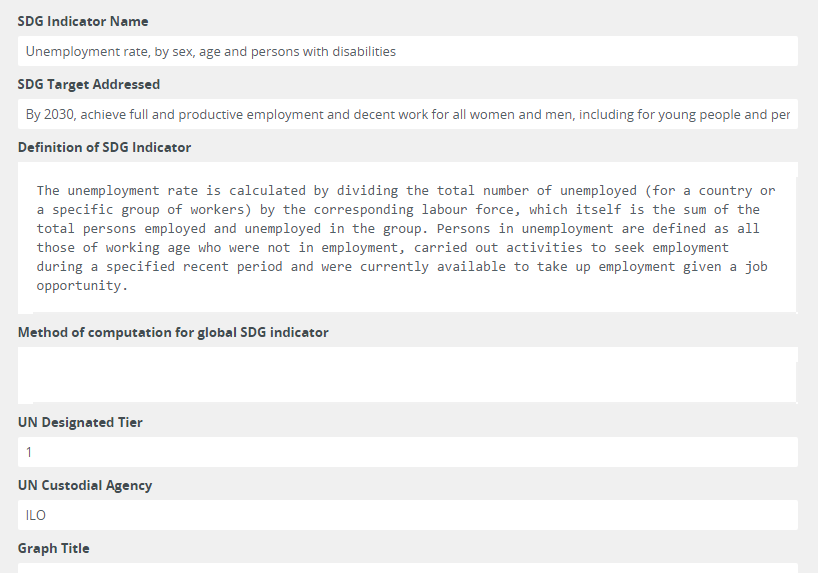 SDG Indicator Name
Unemployment rate, by sex, age and persons with disabilities
SDG Target Addressed
By 2030, achieve full and productive employment and decent work for all women and men, including for young people and per
Definition of SDG Indicator
The unemployment rate is calculated by dividing the total number of unemployed (for a country or
a specific group of workers) by the corresponding labour force, which itself is the sum of the
total persons employed and unemployed in the group. Persons in unemployment are defined as all
those of working age who were not in employment, carried out activities to seek employment
during a specified recent period and were currently available to take up employment given a job
opportunity.
Method of computation for global SDG indicator
UN Designated Tier
1
UN Custodial Agency
ILO
Graph Title